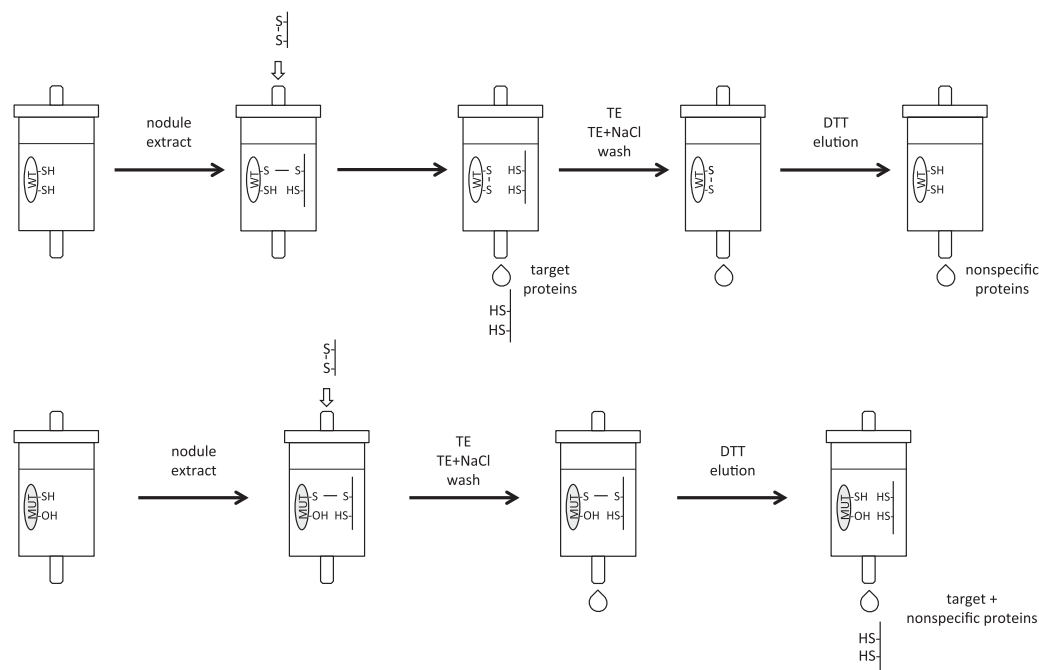 S
S
nodule
extract
TE
TE+NaCl
wash
DTT
elution
WT
SH
SH
WT
S — S
SH HS
WT
S HS
S HS
WT
S
S
WT
SH
SH
target
proteins
HS
HS
nonspecific
proteins
S
S
nodule
extract
TE
TE+NaCl
wash
DTT
elution
MUT
SH
OH
MUT
S — S
OH HS
MUT
S — S
OH HS
MUT
SH HS
OH HS
target +
nonspecific proteins
HS
HS